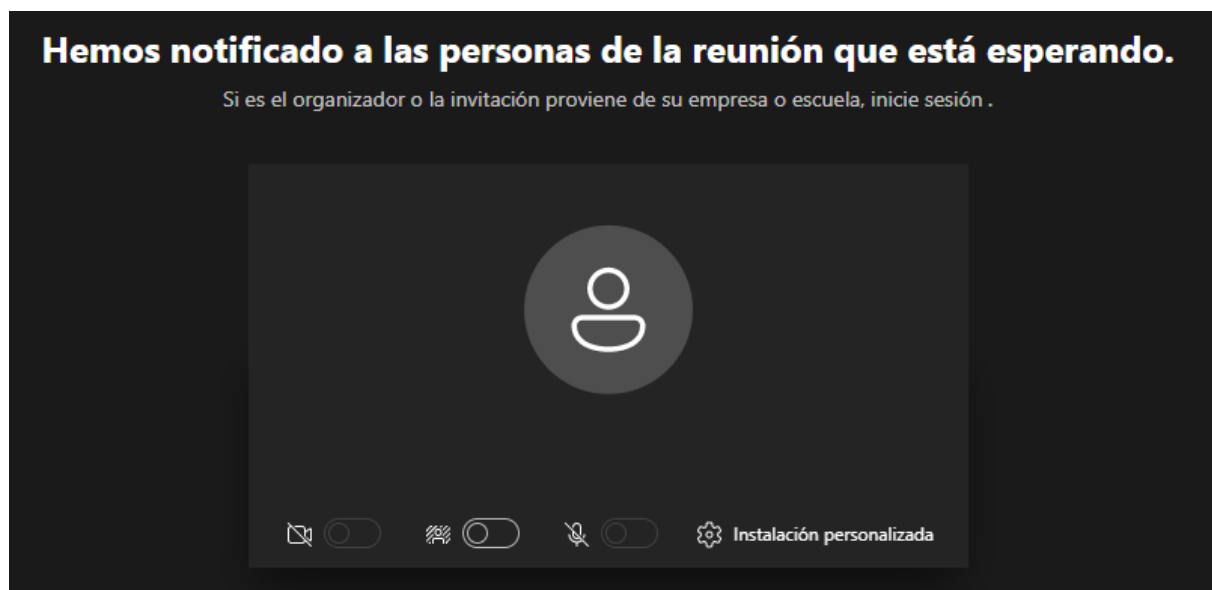 Hemos notificado a las personas de la reunión que está esperando.
Si es el organizador o la invitación proviene de su empresa o escuela, inicie sesión .
Instalación personalizada